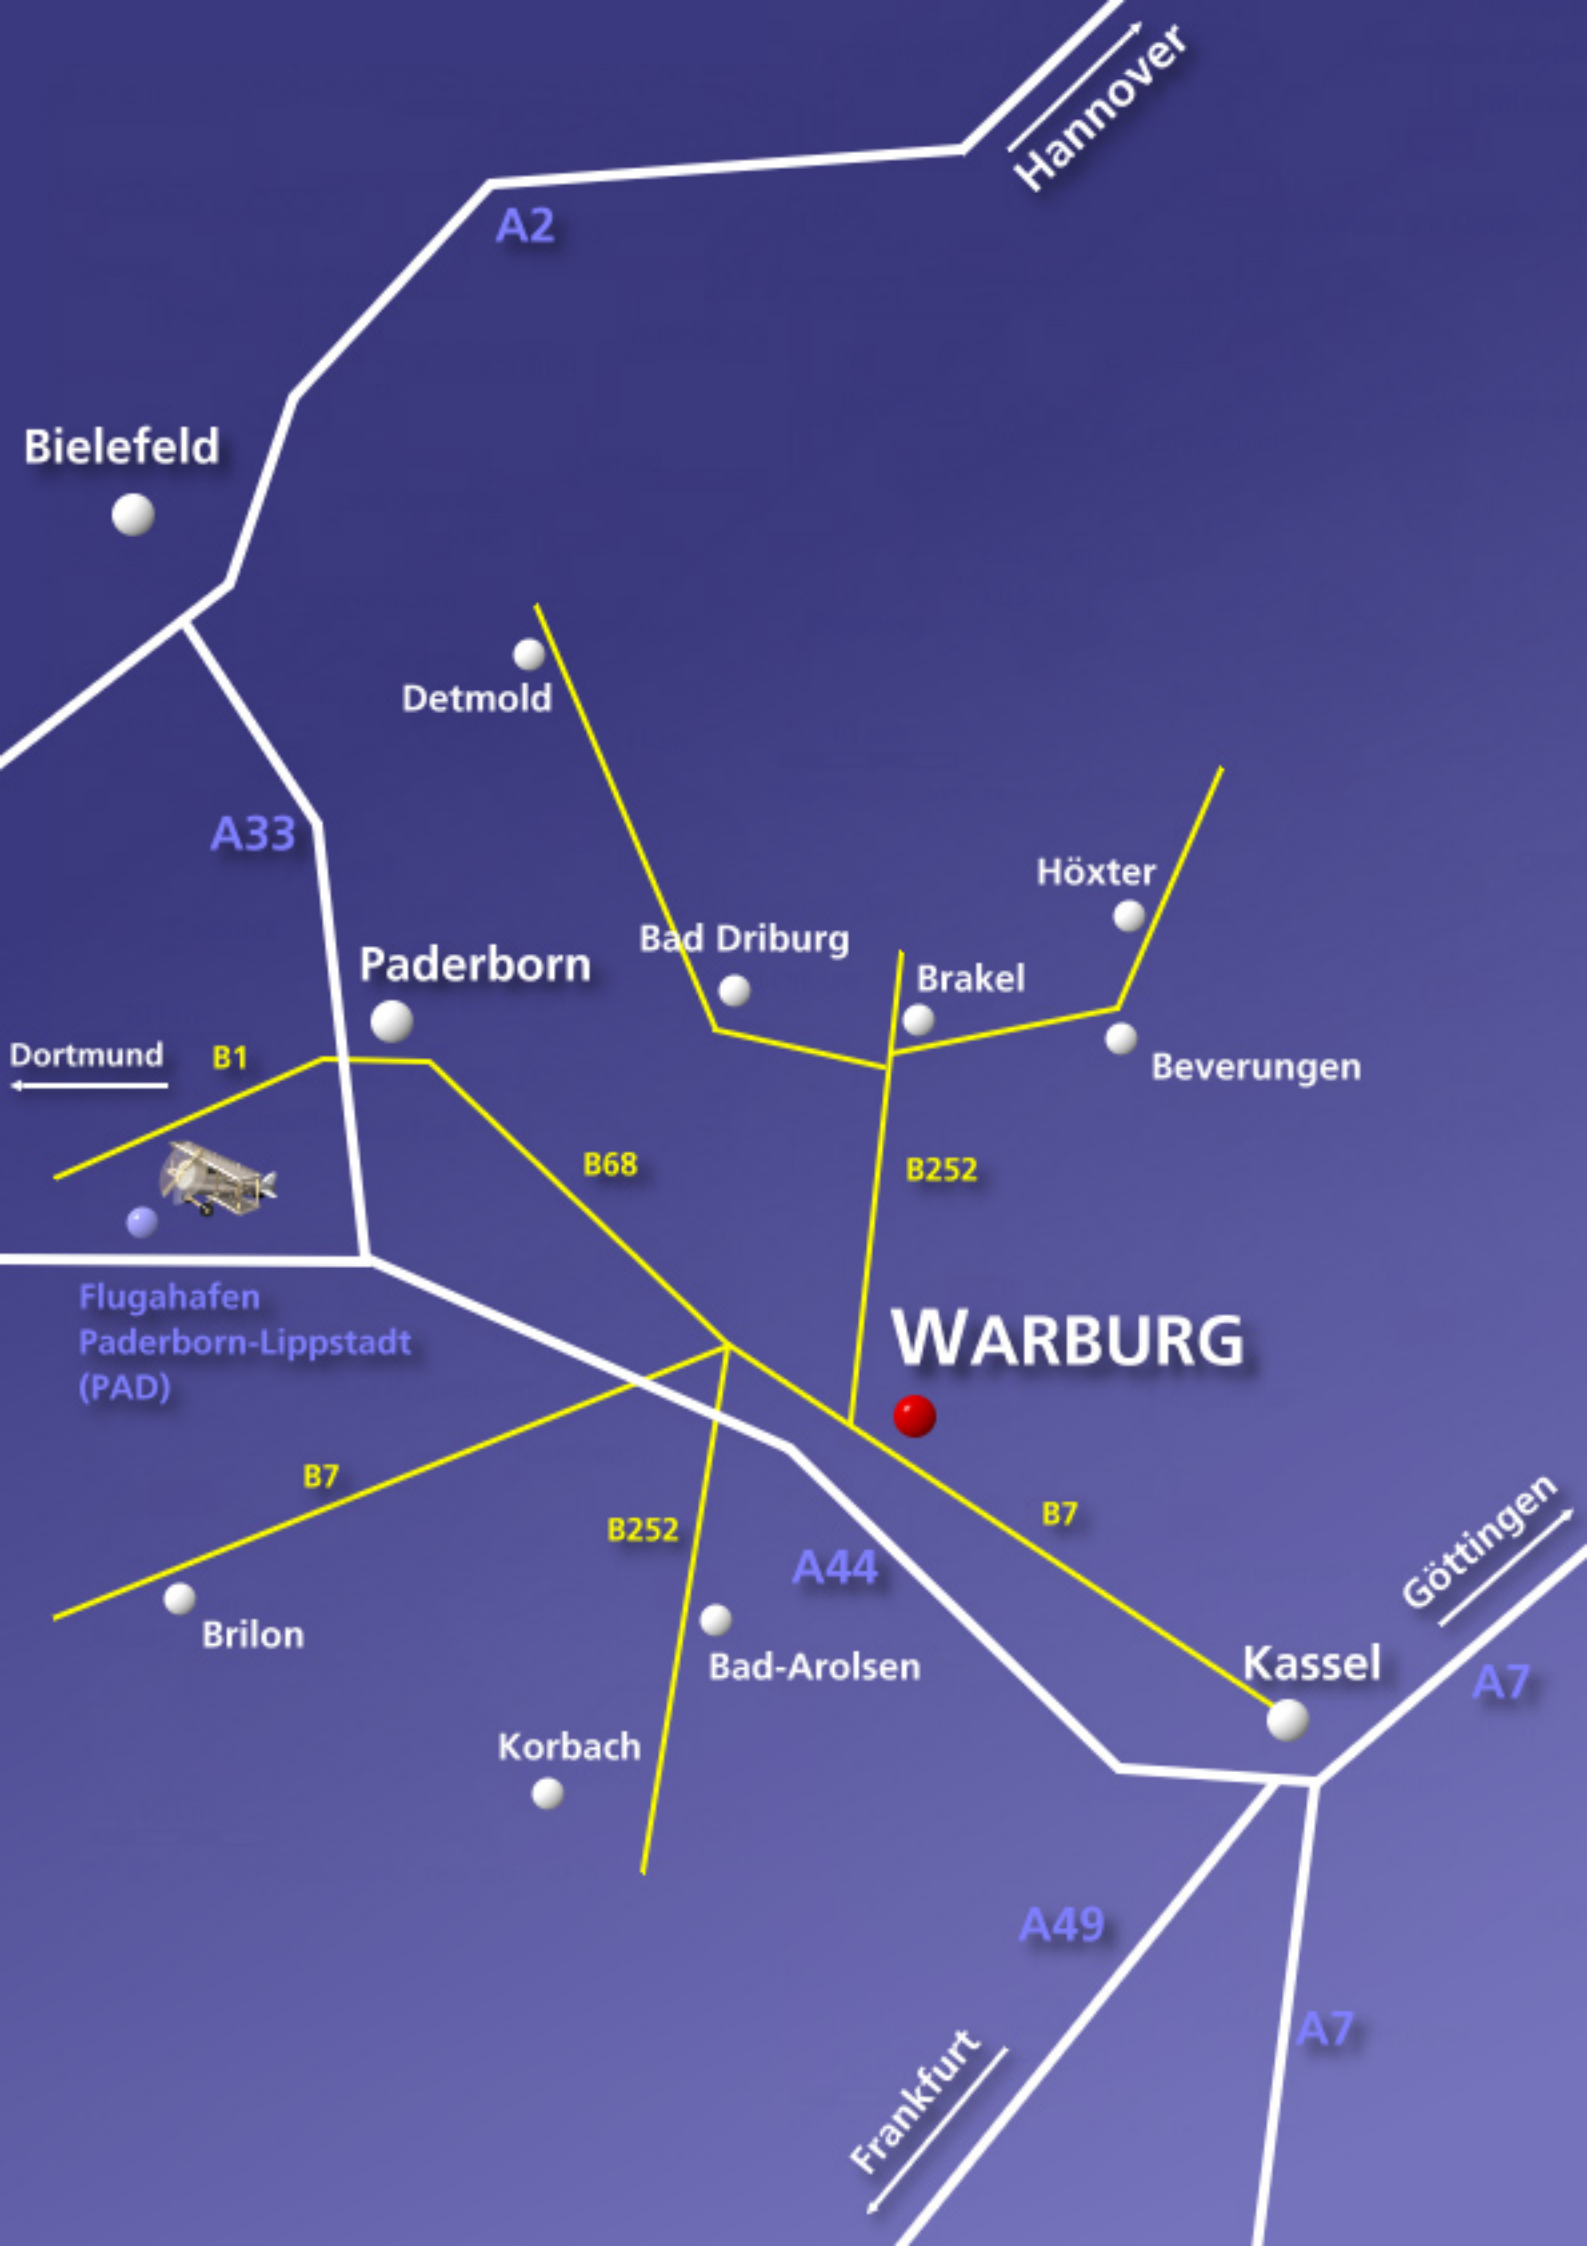 Hannover
A2
Bielefeld
Detmold
A33
Höxter
Bad Driburg
Paderborn
Brakel
Dortmund
B1
Beverungen
B68
B252
Flugahafen
Paderborn-Lippstadt
(PAD)
WARBURG
B7
B252
B7
A44
Göttingen
Brilon
Bad-Arolsen
Kassel
A7
Korbach
A49
A7
Frankfurt